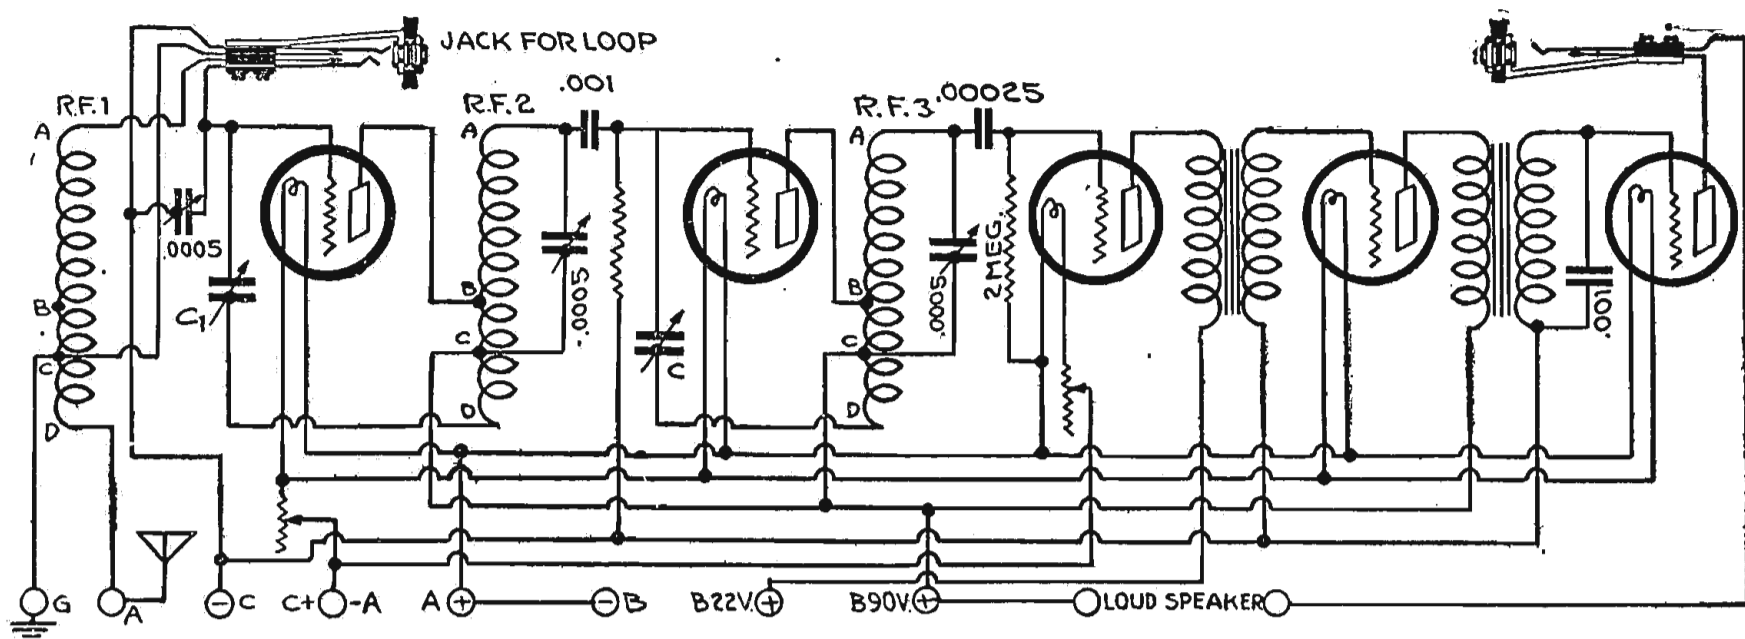 JACK FOR LOOP
R.F.1
A
B
C
D
.0005
C1
R.F.2
.001
A
B
C
D
.0005
C
R.F.3
.00025
A
B
C
D
.0005
2 MEG.
.001
G
A
- C
C+ -A
A +
- B
B22V. +
B90V. +
LOUD SPEAKER